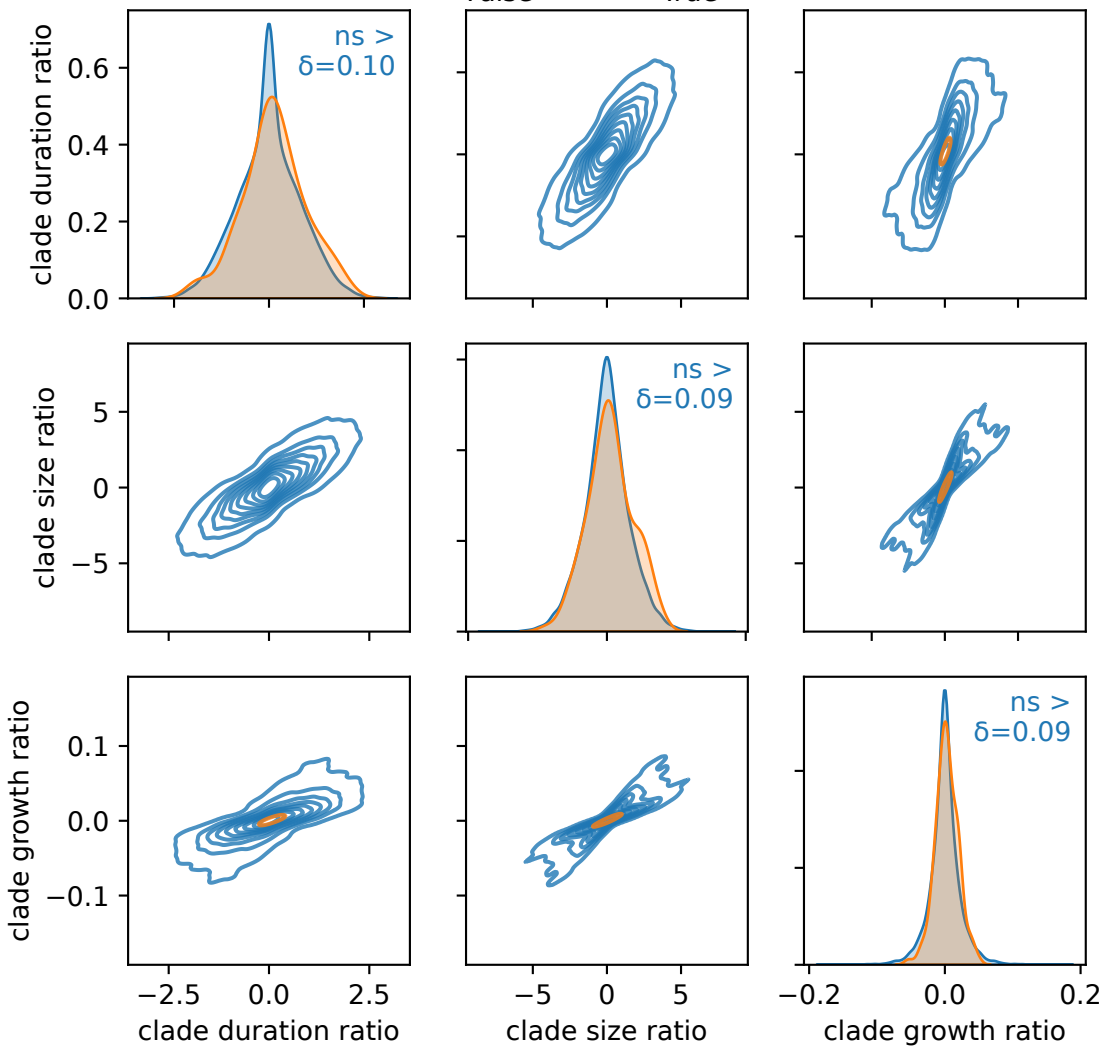 clade duration ratio
0.6
0.4
0.2
0.0
ns >
δ=0.10
clade size ratio
5
0
−5
ns >
δ=0.09
clade growth ratio
0.1
0.0
−0.1
ns >
δ=0.09
−2.5 0.0 2.5
−5 0 5
−0.2 0.0 0.2
clade duration ratio
clade size ratio
clade growth ratio